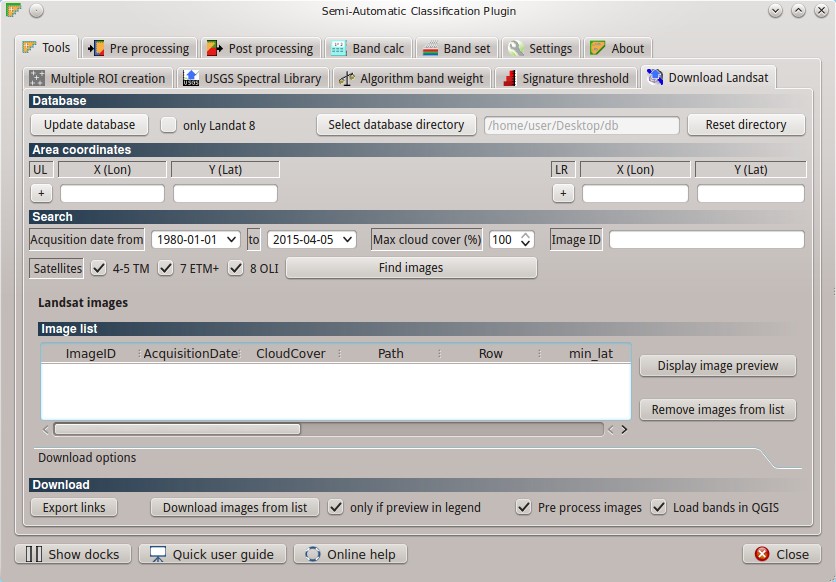 Semi-Automatic Classification Plugin
Tools Pre processing Post processing Band calc Band set Settings About
Multiple ROI creation USGS USGS Spectral Library Algorithm band weight Signature threshold Download Landsat
Database
Update database only Landat 8 Select database directory /home/user/Desktop/db Reset directory
Area coordinates
UL X (Lon) Y (Lat) LR X (Lon) Y (Lat)
+ +
Search
Acqusition date from 1980-01-01 to 2015-04-05 Max cloud cover (%) 100 Image ID
Satellites 4-5 TM 7 ETM+ 8 OLI Find images
Landsat images
Image list
ImageID AcquisitionDate CloudCover Path Row min_lat
Display image preview
Remove images from list
Download options
Download
Export links Download images from list only if preview in legend Pre process images Load bands in QGIS
Show docks Quick user guide Online help Close